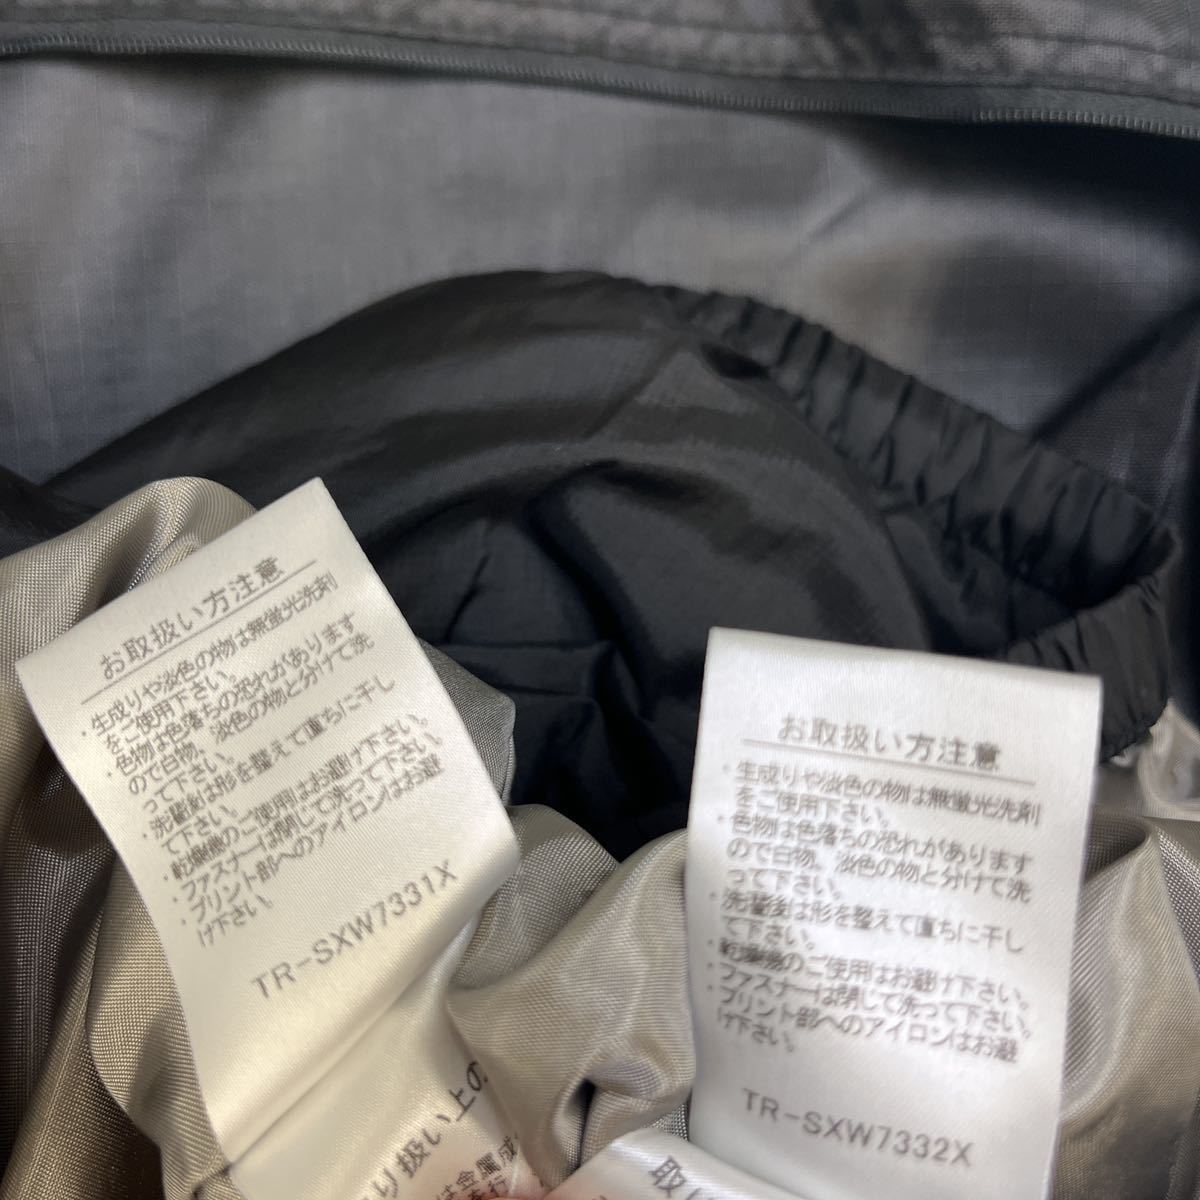 お取扱い方注意
・生成りや淡色の物は無蛍光洗剤
をご使用下さい。
・色物は色落ちの恐れがあります
ので白物、淡色の物と分けて洗
って下さい。
・洗濯後は形を整えて直ちに干し
て下さい。
・乾燥機のご使用はお避け下さい。
・ファスナーは閉じて洗って下さい。
・プリント部へのアイロンはお避
け下さい。
TR-SXW7331X
り扱い上の
は金属成
お取扱い方注意
・生成りや淡色の物は無蛍光洗剤
をご使用下さい。
・色物は色落ちの恐れがあります
ので白物、淡色の物と分けて洗
って下さい。
・洗濯後は形を整えて直ちに干し
て下さい。
・乾燥機のご使用はお避け下さい。
・ファスナーは閉じて洗って下さい。
・プリント部へのアイロンはお避
け下さい。
TR-SXW7332X
取